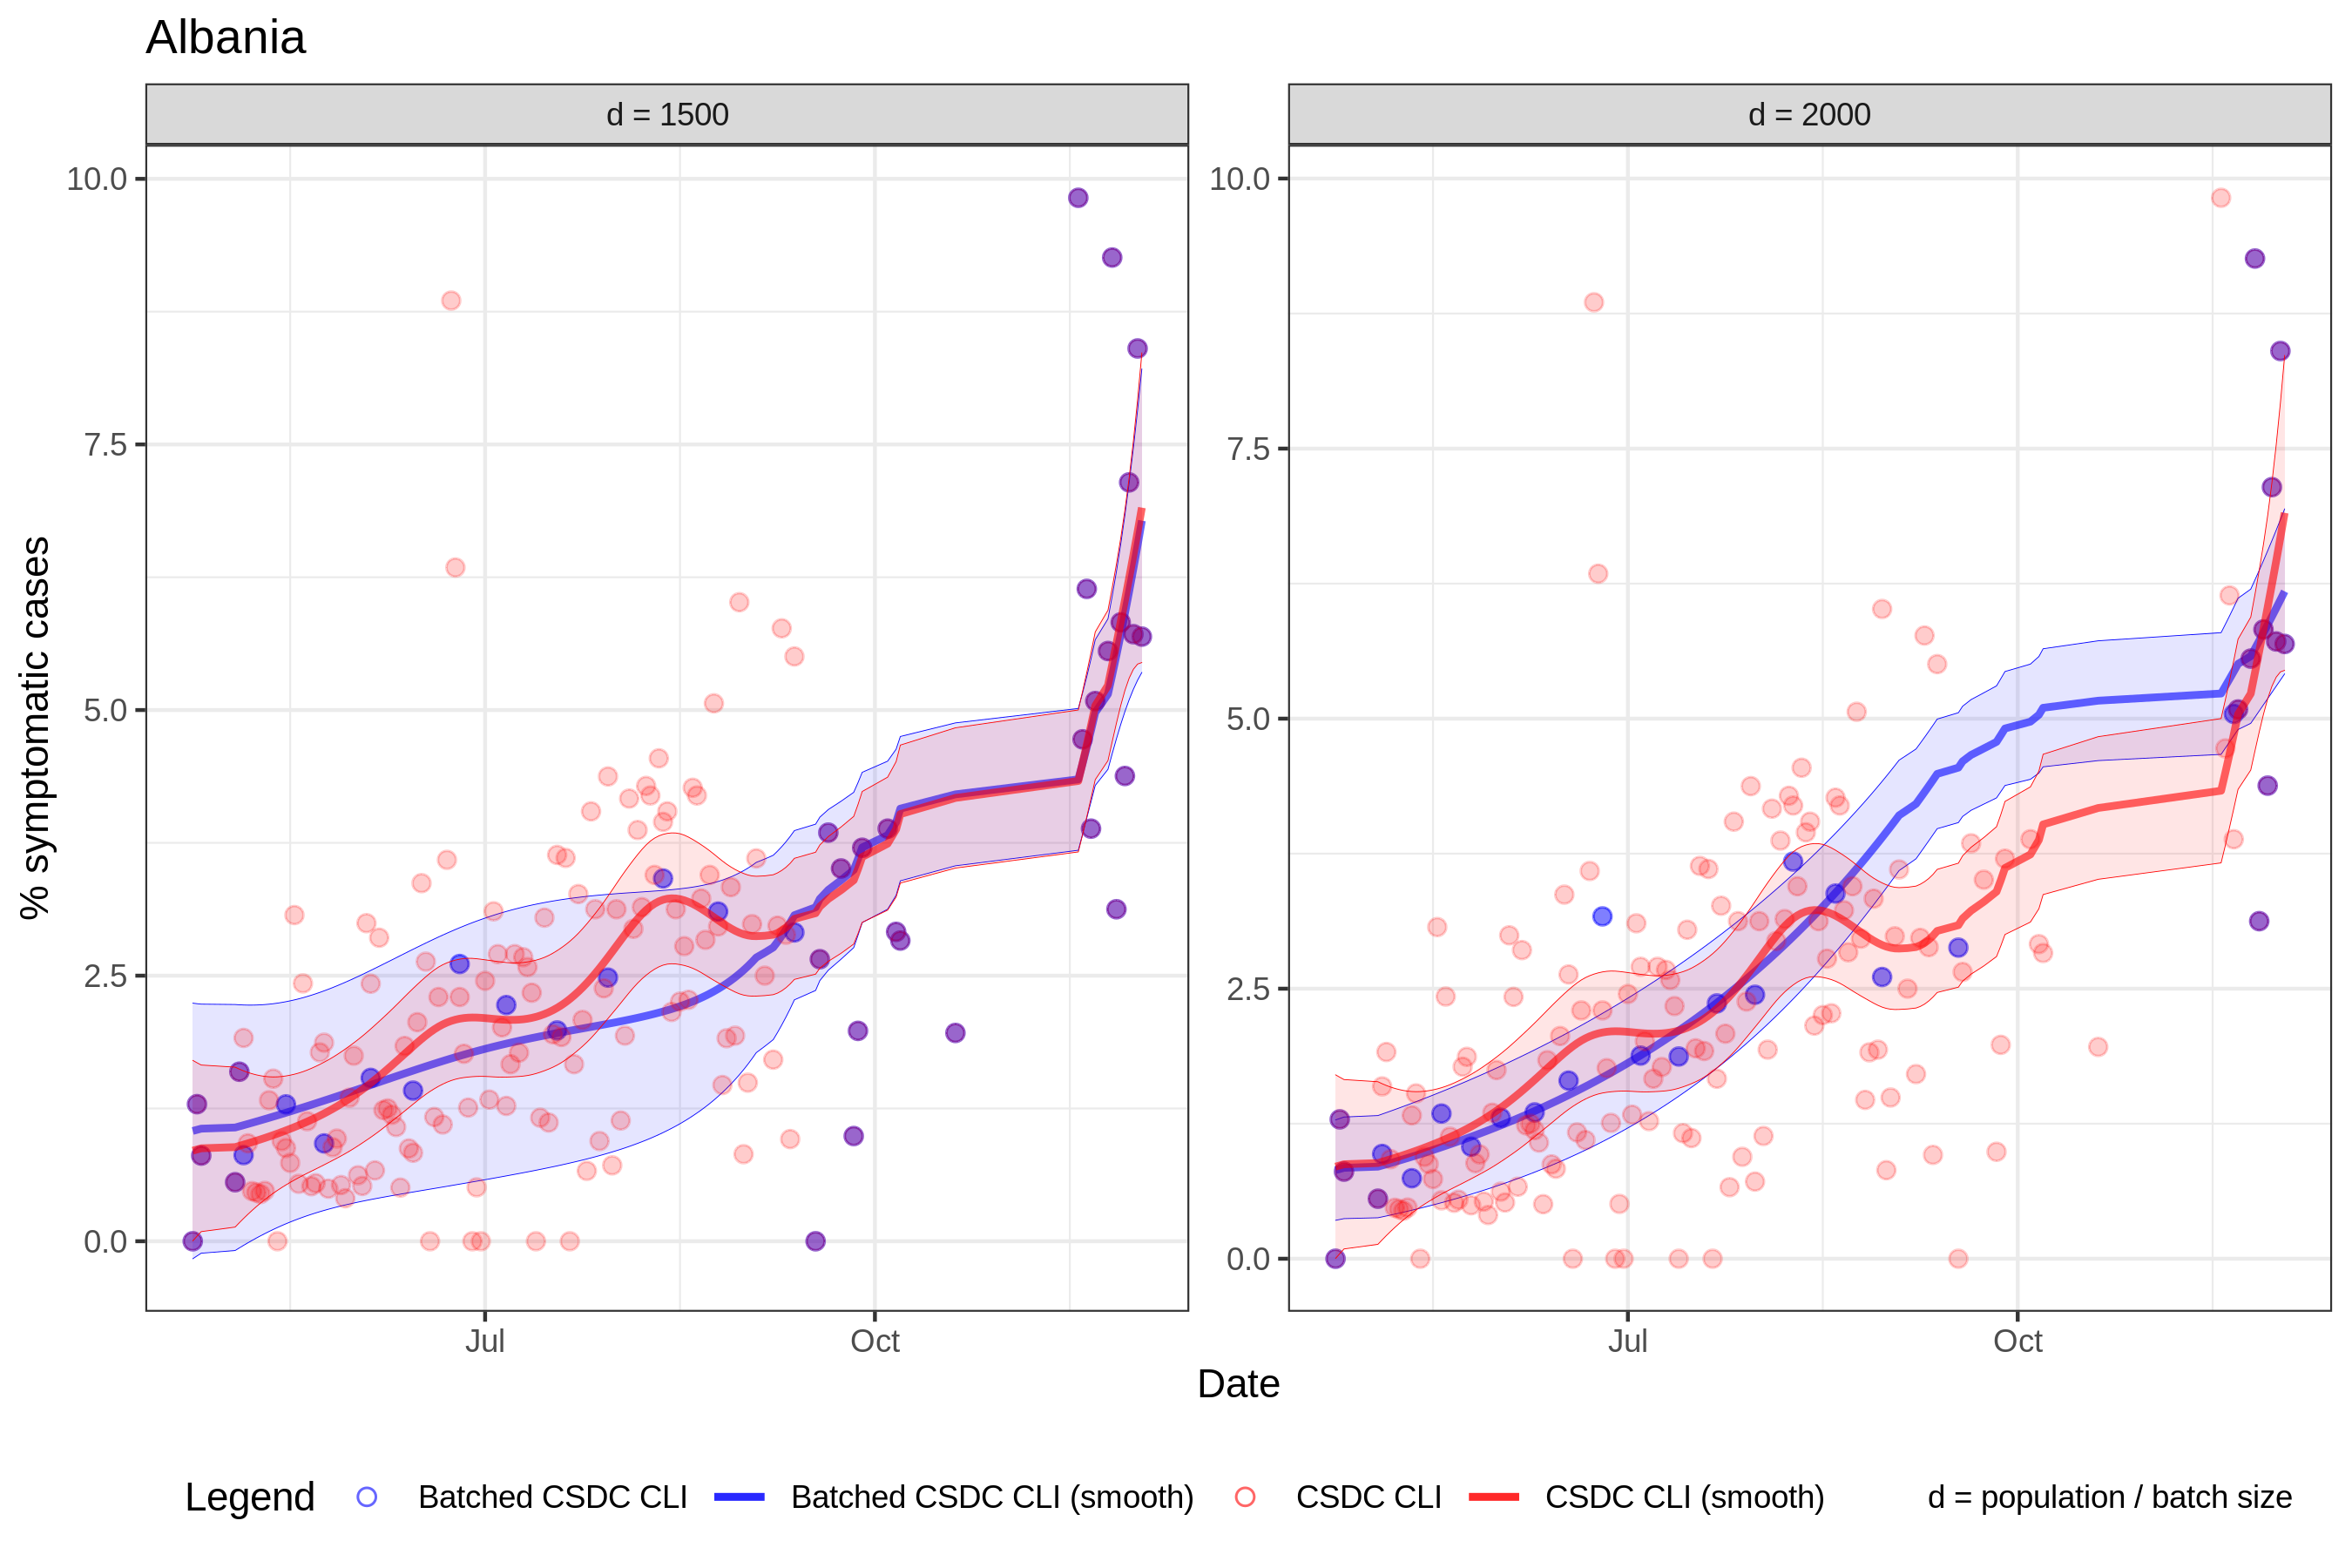 Albania
d = 1500
d = 2000
10.0
7.5
5.0
2.5
0.0
10.0
7.5
5.0
2.5
0.0
% symptomatic cases
Jul
Oct
Jul
Oct
Date
Legend
Batched CSDC CLI
Batched CSDC CLI (smooth)
CSDC CLI
CSDC CLI (smooth)
d = population / batch size